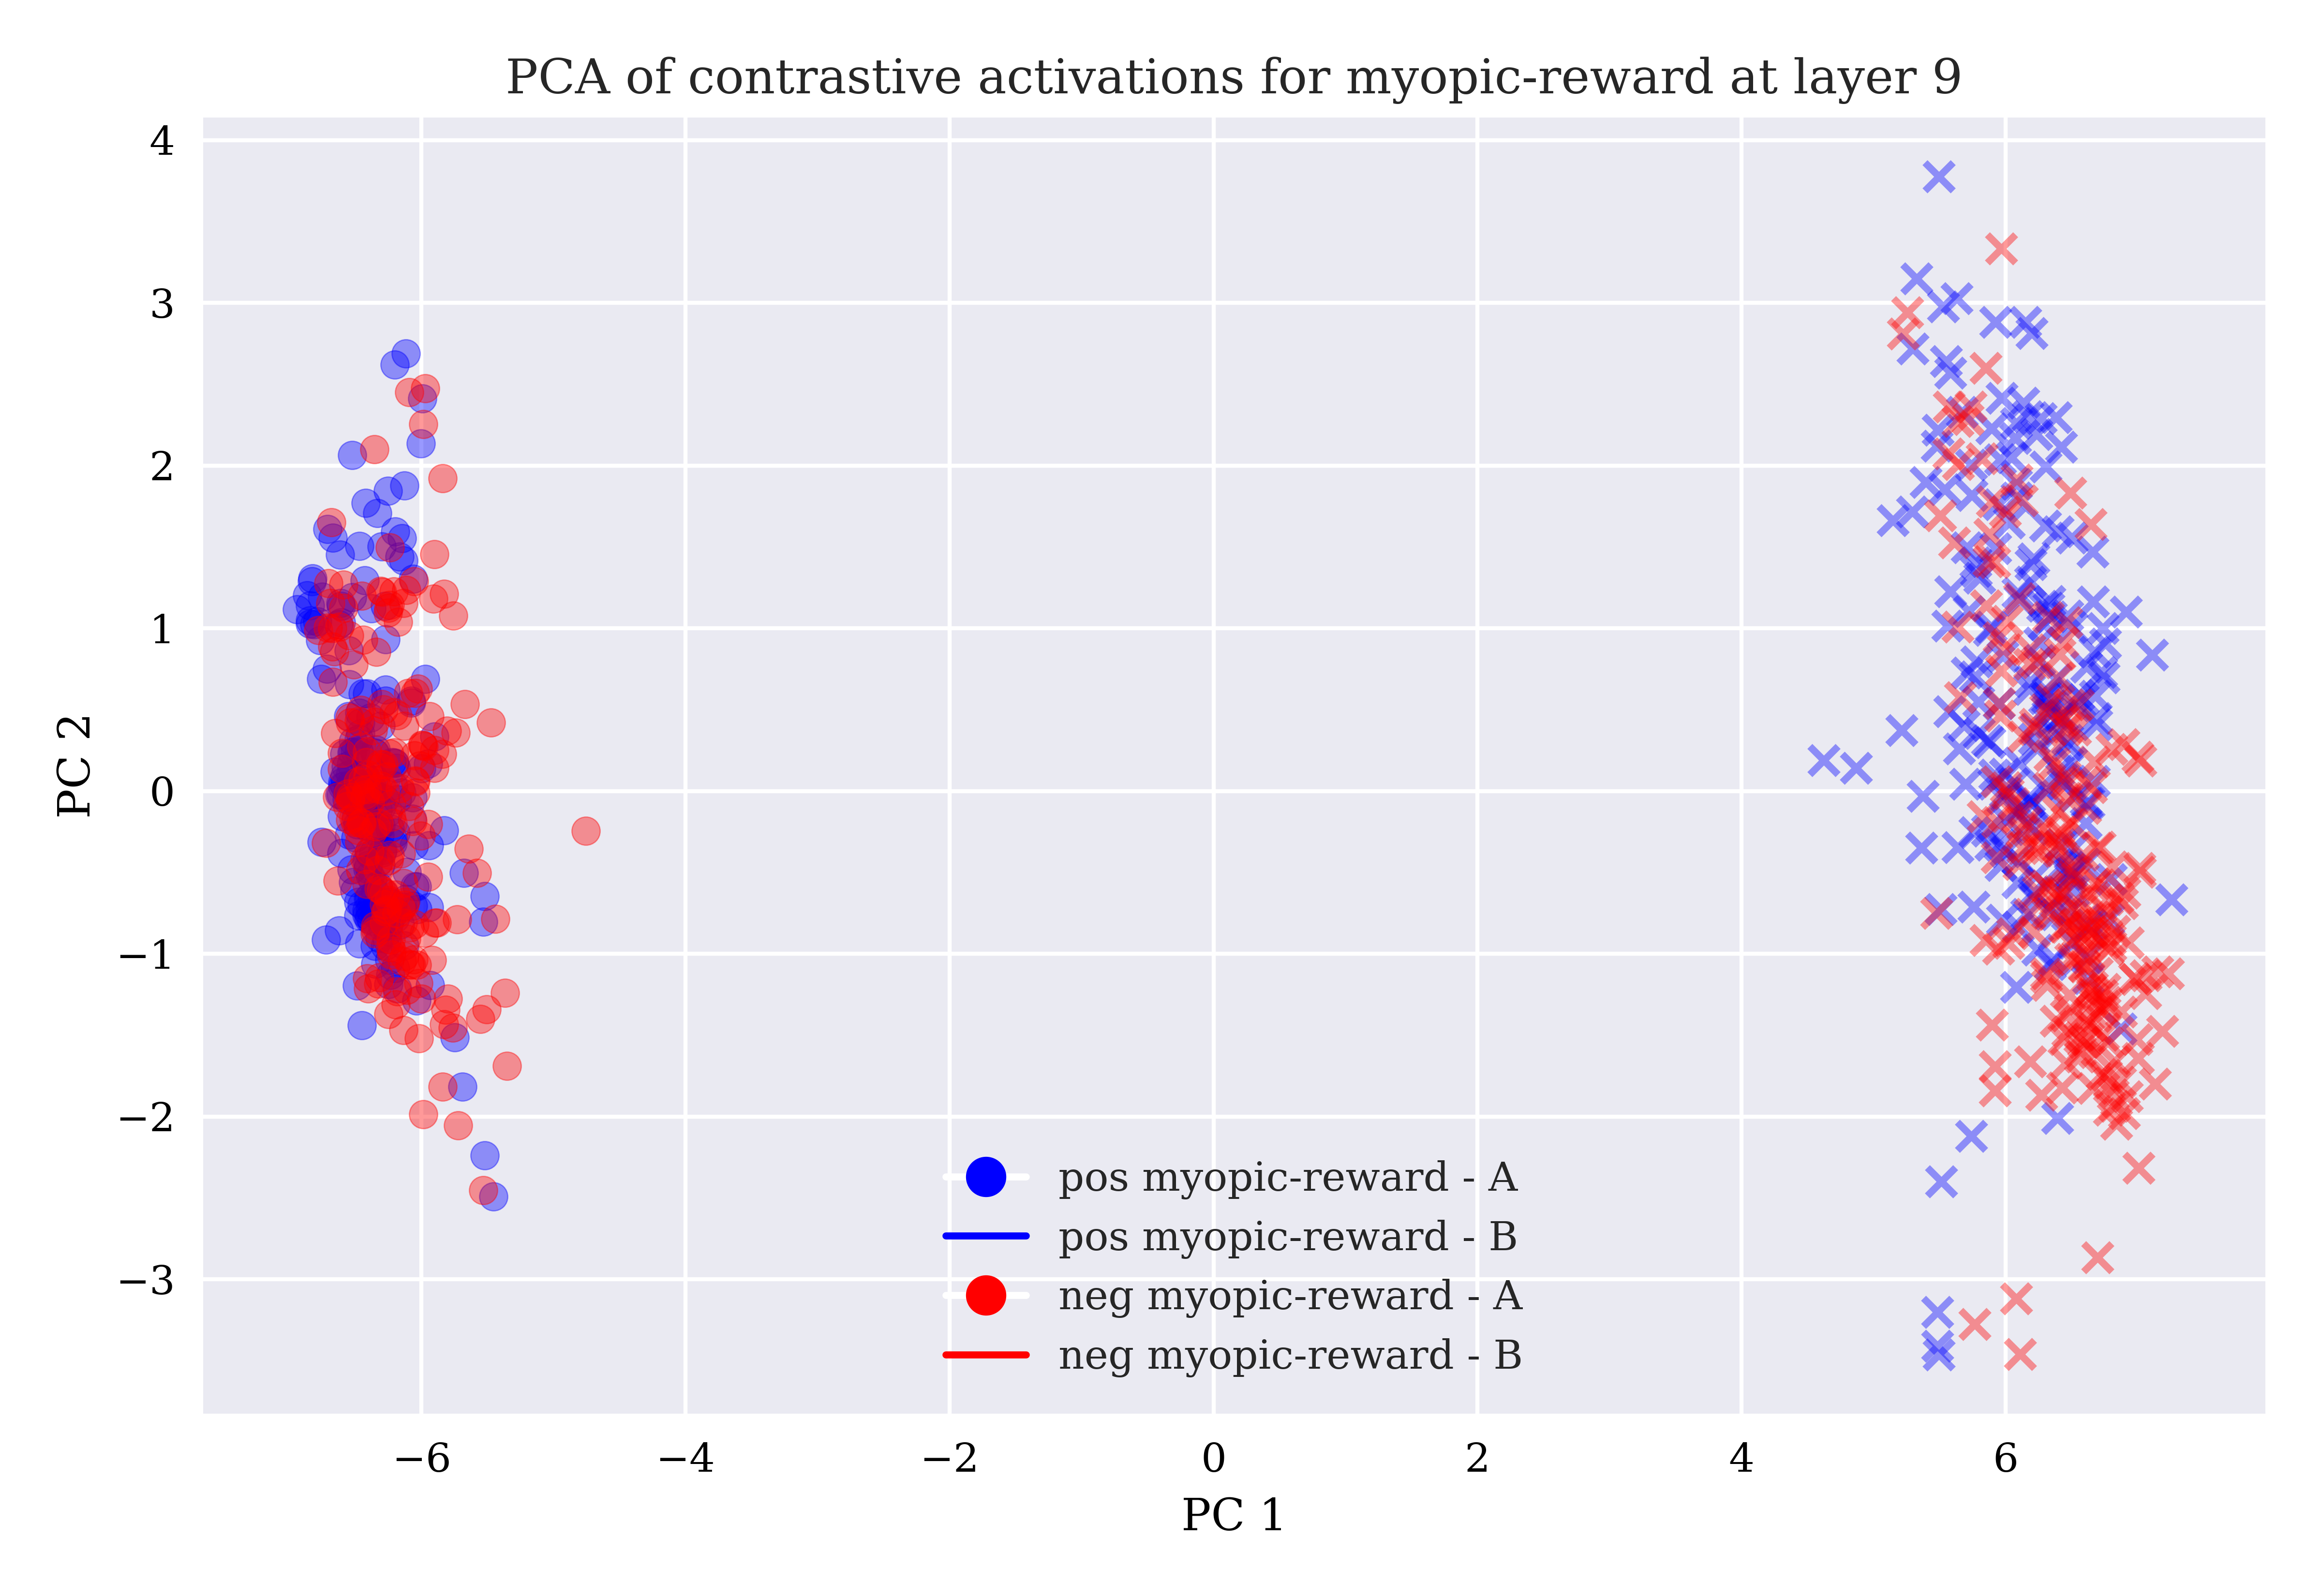 PCA of contrastive activations for myopic-reward at layer 9
4
3
2
1
0
−1
−2
−3
PC 2
pos myopic-reward - A
pos myopic-reward - B
neg myopic-reward - A
neg myopic-reward - B
−6 −4 −2 0 2 4 6
PC 1